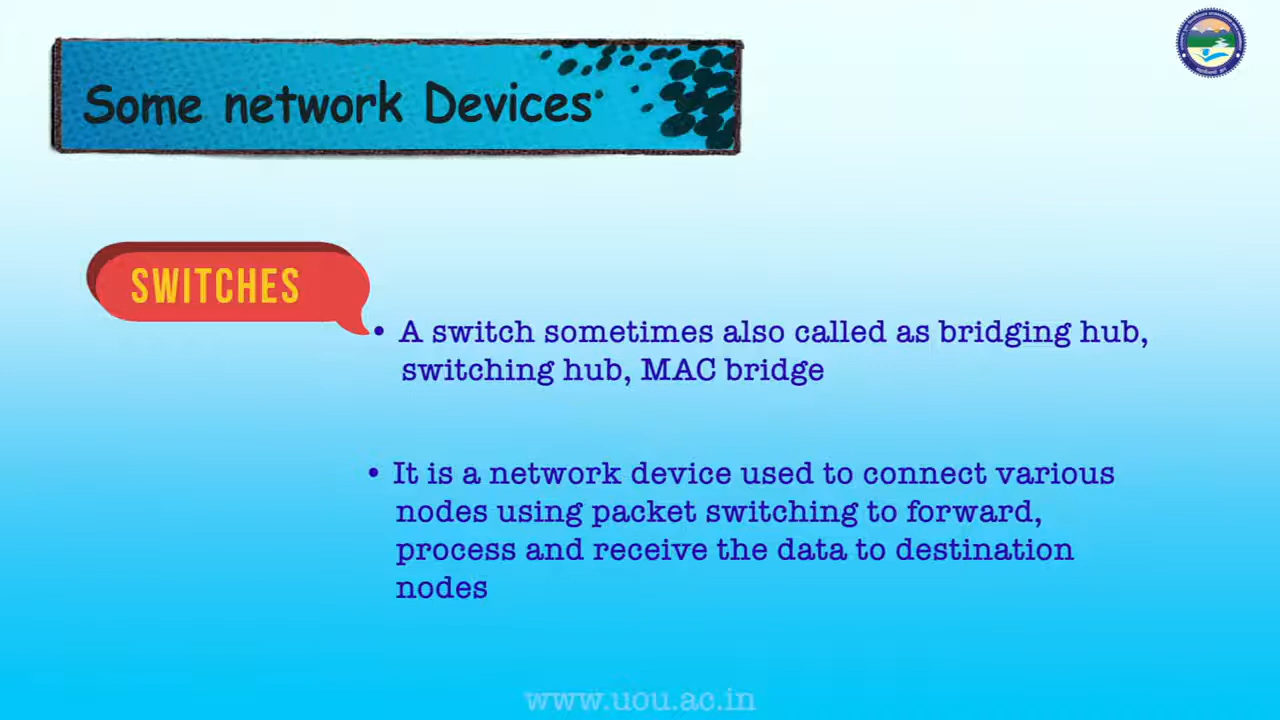 Some network Devices
SWITCHES
• A switch sometimes also called as bridging hub,
switching hub, MAC bridge
• It is a network device used to connect various
nodes using packet switching to forward,
process and receive the data to destination
nodes
www.uou.ac.in